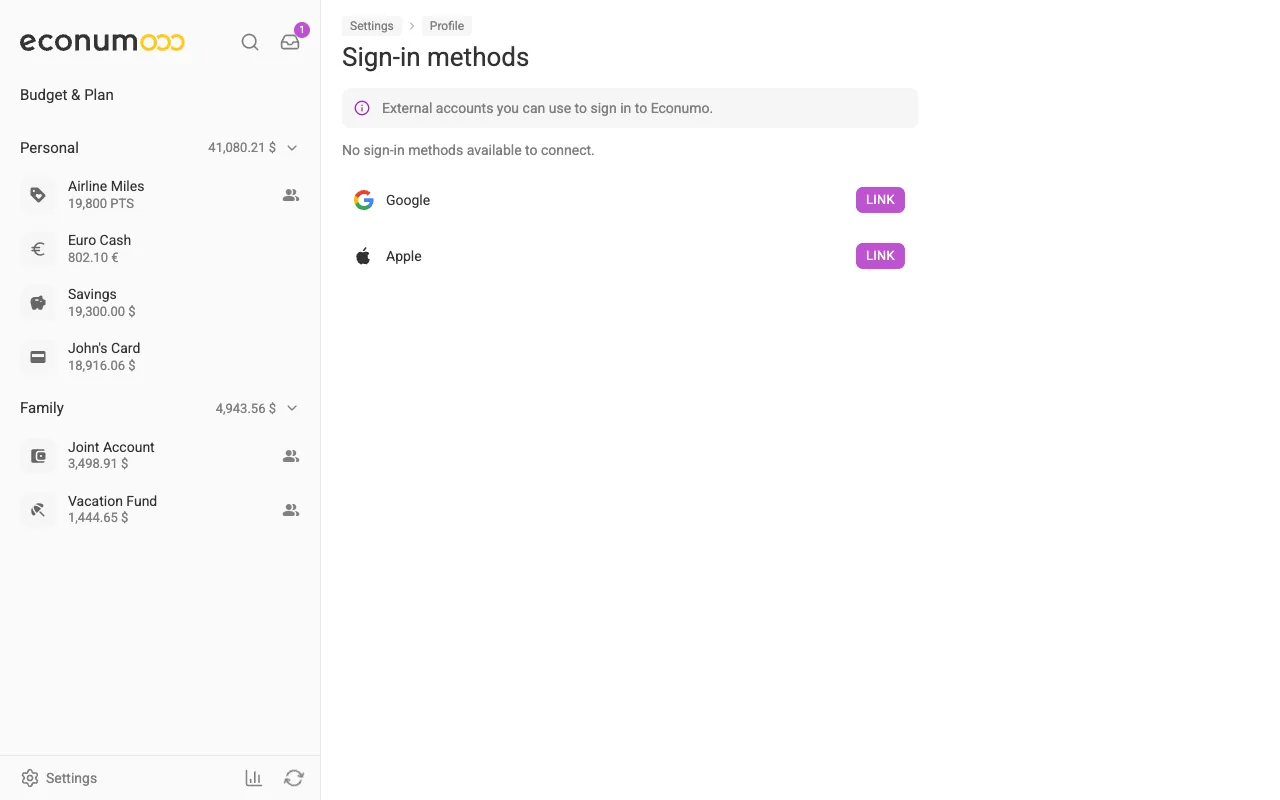 econumo
1
Budget & Plan
Personal
41,080.21 $
Airline Miles
19,800 PTS
Euro Cash
802.10 €
Savings
19,300.00 $
John's Card
18,916.06 $
Family
4,943.56 $
Joint Account
3,498.91 $
Vacation Fund
1,444.65 $
Settings
Settings
Profile
Sign-in methods
External accounts you can use to sign in to Econumo.
No sign-in methods available to connect.
Google
LINK
Apple
LINK